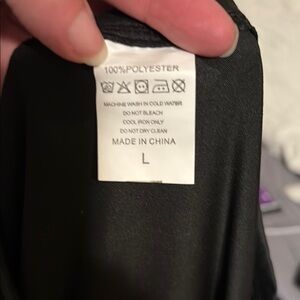 100%POLYESTER
MACHINE WASH IN COLD WATER
DO NOT BLEACH
COOL IRON ONLY
DO NOT DRY CLEAN
MADE IN CHINA
L